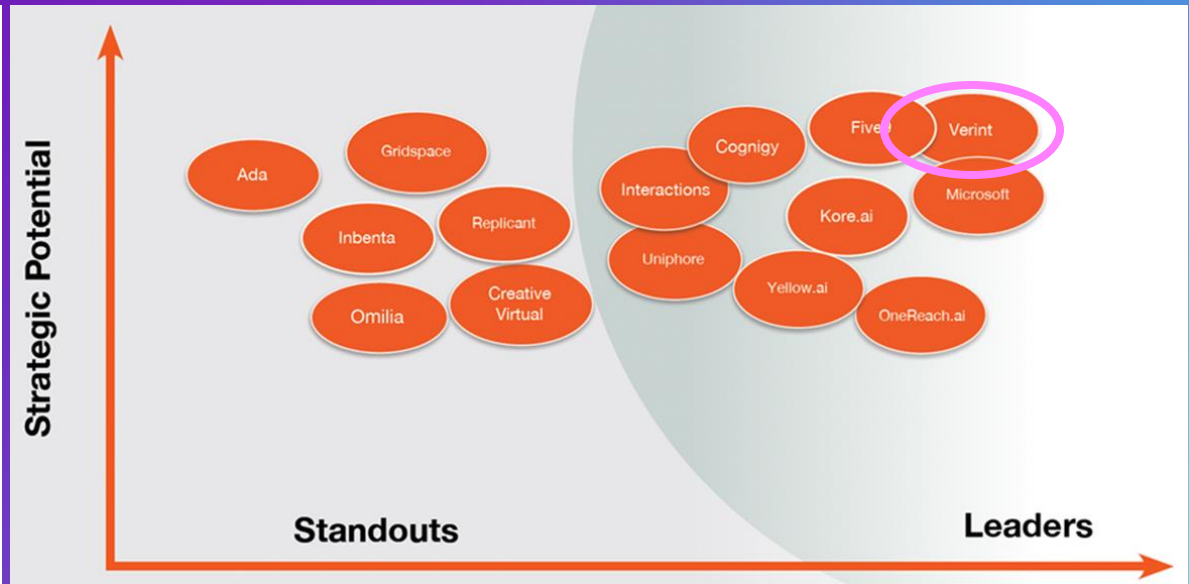 Strategic Potential
Ada
Gridspace
Inbenta
Replicant
Omilia
Creative
Virtual
Interactions
Cognigy
Five9
Verint
Uniphore
Kore.ai
Microsoft
Yellow.ai
OneReach.ai
Standouts
Leaders